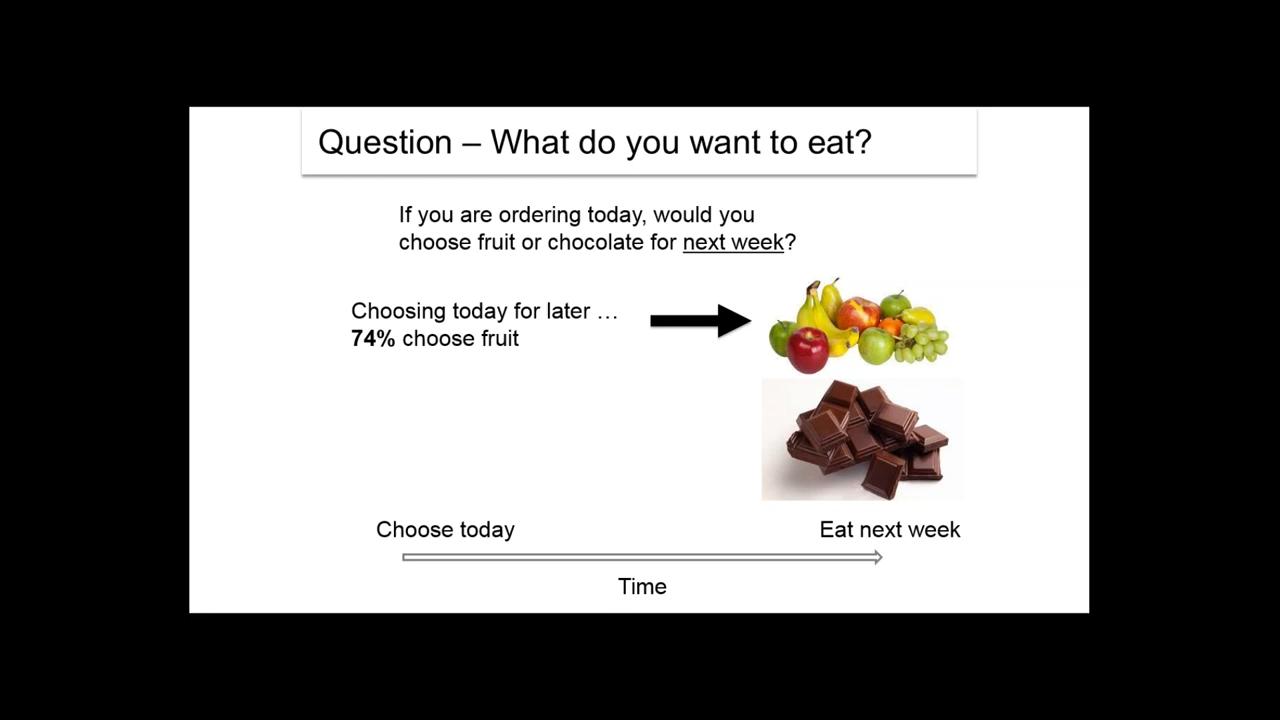 Question – What do you want to eat?
If you are ordering today, would you
choose fruit or chocolate for next week?
Choosing today for later …
74% choose fruit
Choose today
Eat next week
Time